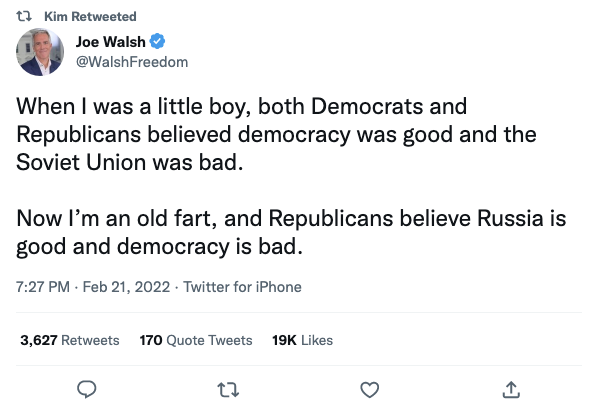 Kim Retweeted
Joe Walsh
@WalshFreedom
When I was a little boy, both Democrats and
Republicans believed democracy was good and the
Soviet Union was bad.
Now I’m an old fart, and Republicans believe Russia is
good and democracy is bad.
7:27 PM · Feb 21, 2022 · Twitter for iPhone
3,627 Retweets 170 Quote Tweets 19K Likes